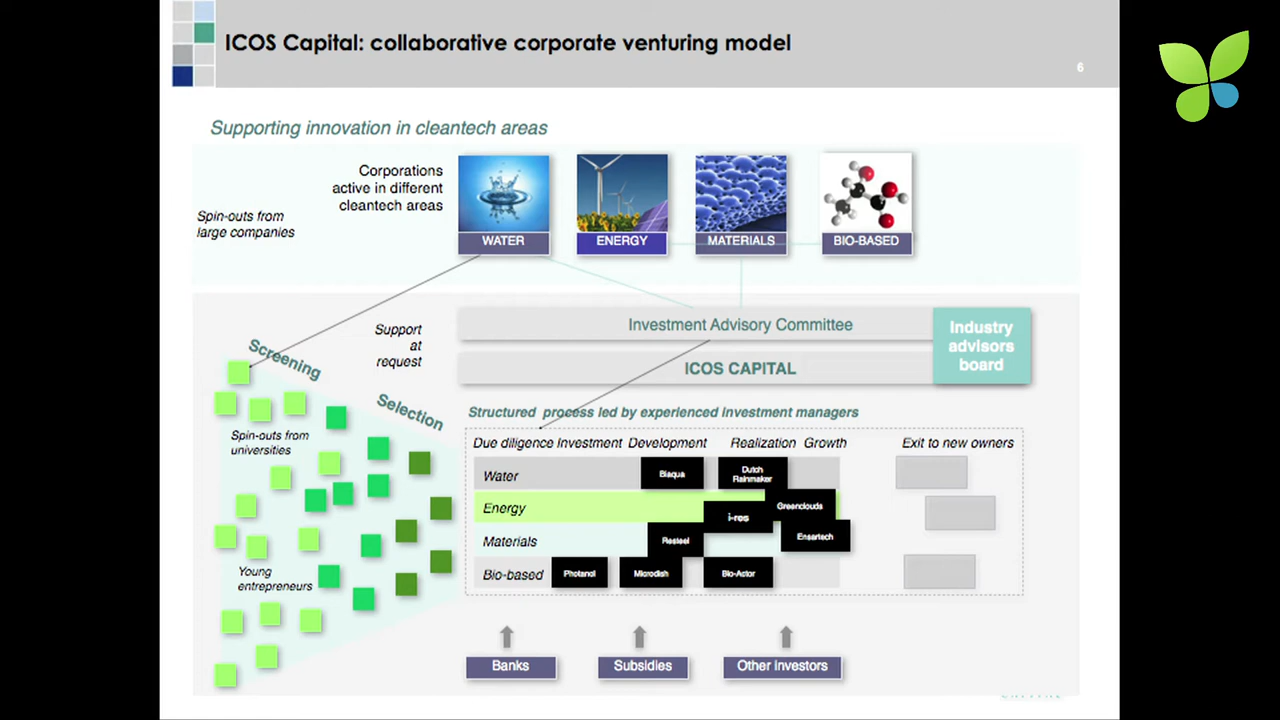 ICOS Capital: collaborative corporate venturing model
6
Supporting innovation in cleantech areas
Corporations
active in different
cleantech areas
Spin-outs from
large companies
WATER
ENERGY
MATERIALS
BIO-BASED
Support
at
request
Investment Advisory Committee
ICOS CAPITAL
Industry
advisors
board
Screening
Selection
Spin-outs from
universities
Young
entrepreneurs
Structured process led by experienced investment managers
Due diligence Investment Development Realization Growth Exit to new owners
Water
Blaqua
Dutch
Rainmaker
Energy
Greenclouds
i-res
Materials
Resteel
Ensartech
Bio-based
Photanol
Microdish
Bio-Actor
Banks
Subsidies
Other investors